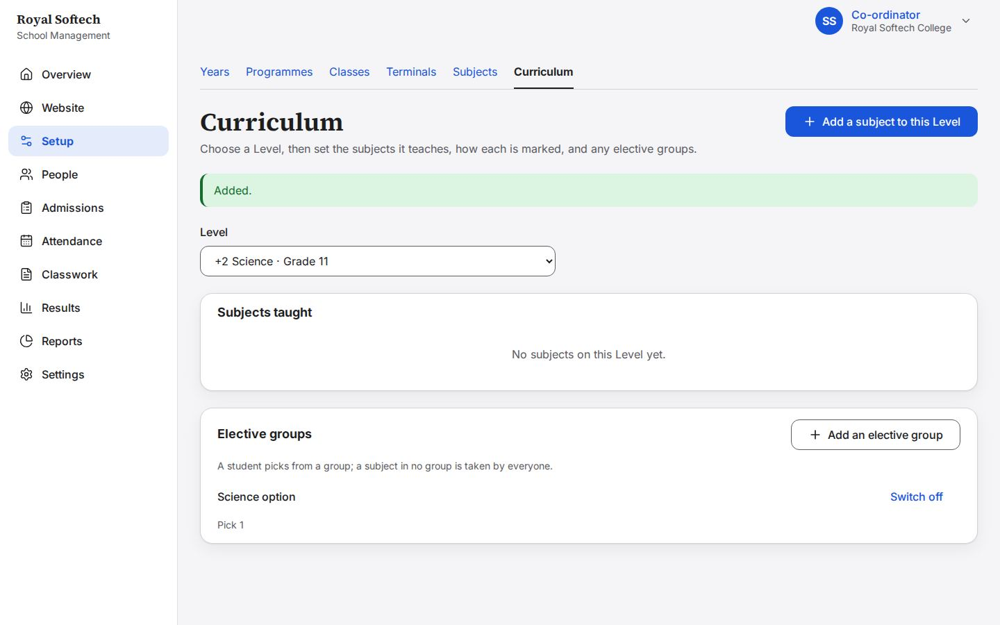 Royal Softech
School Management
Overview
Website
Setup
People
Admissions
Attendance
Classwork
Results
Reports
Settings
SS
Co-ordinator
Royal Softech College
Years
Programmes
Classes
Terminals
Subjects
Curriculum
Curriculum
Add a subject to this Level
Choose a Level, then set the subjects it teaches, how each is marked, and any elective groups.
Added.
Level
+2 Science · Grade 11
Subjects taught
No subjects on this Level yet.
Elective groups
Add an elective group
A student picks from a group; a subject in no group is taken by everyone.
Science option
Switch off
Pick 1